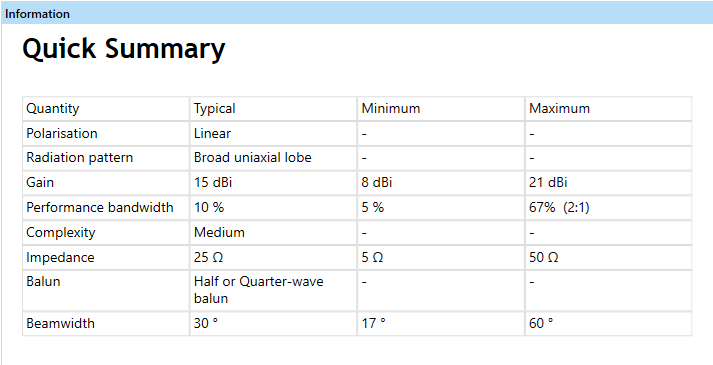 Information
Quick Summary
Quantity Typical Minimum Maximum
Polarisation Linear - -
Radiation pattern Broad uniaxial lobe - -
Gain 15 dBi 8 dBi 21 dBi
Performance bandwidth 10 % 5 % 67% (2:1)
Complexity Medium - -
Impedance 25 Ω 5 Ω 50 Ω
Balun Half or Quarter-wave - -
balun
Beamwidth 30 ° 17 ° 60 °